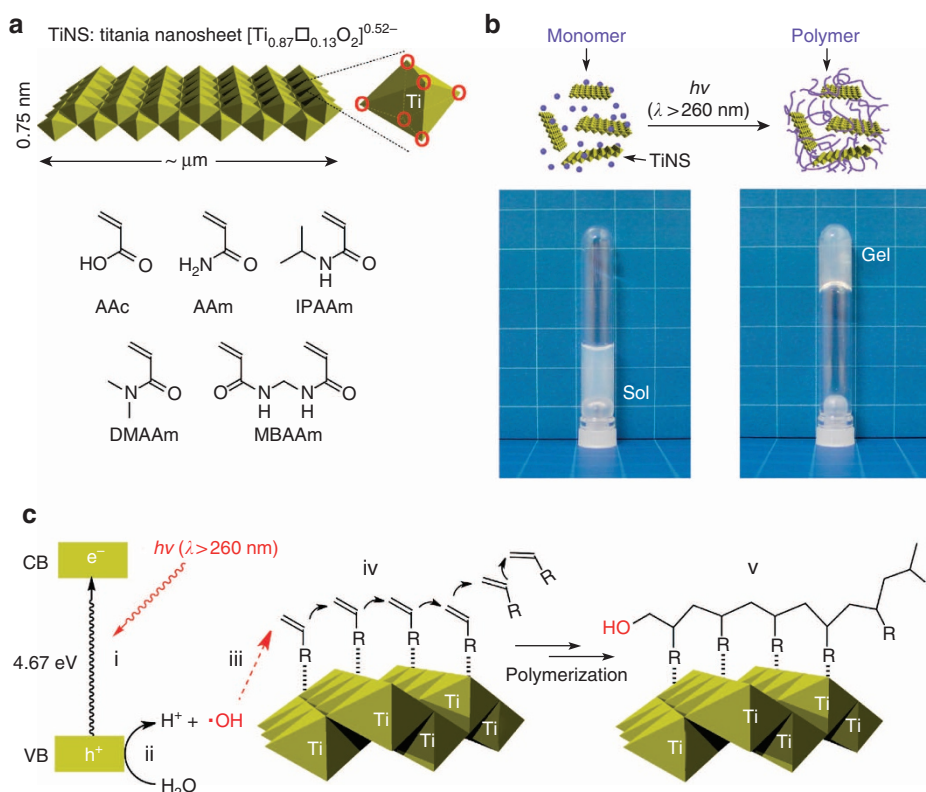 a
TiNS: titania nanosheet [Ti0.87□0.13O2]0.52–
O
O
O
O
O
O
Ti
0.75 nm
~ μm
HO
O
AAc
H2N
O
AAm
N
H
O
IPAAm
N
O
DMAAm
O
N
H
N
H
O
MBAAm
b
Monomer
Polymer
hv
(λ>260 nm)
TiNS
Sol
Gel
c
CB
e–
hv (λ>260 nm)
4.67 eV
i
VB
h+
ii
H+ + ·OH
H2O
iii
iv
R
R
R
R
R
R
Ti
Ti
Ti
Ti
Ti
Polymerization
v
HO
R
R
R
R
R
Ti
Ti
Ti
Ti
Ti